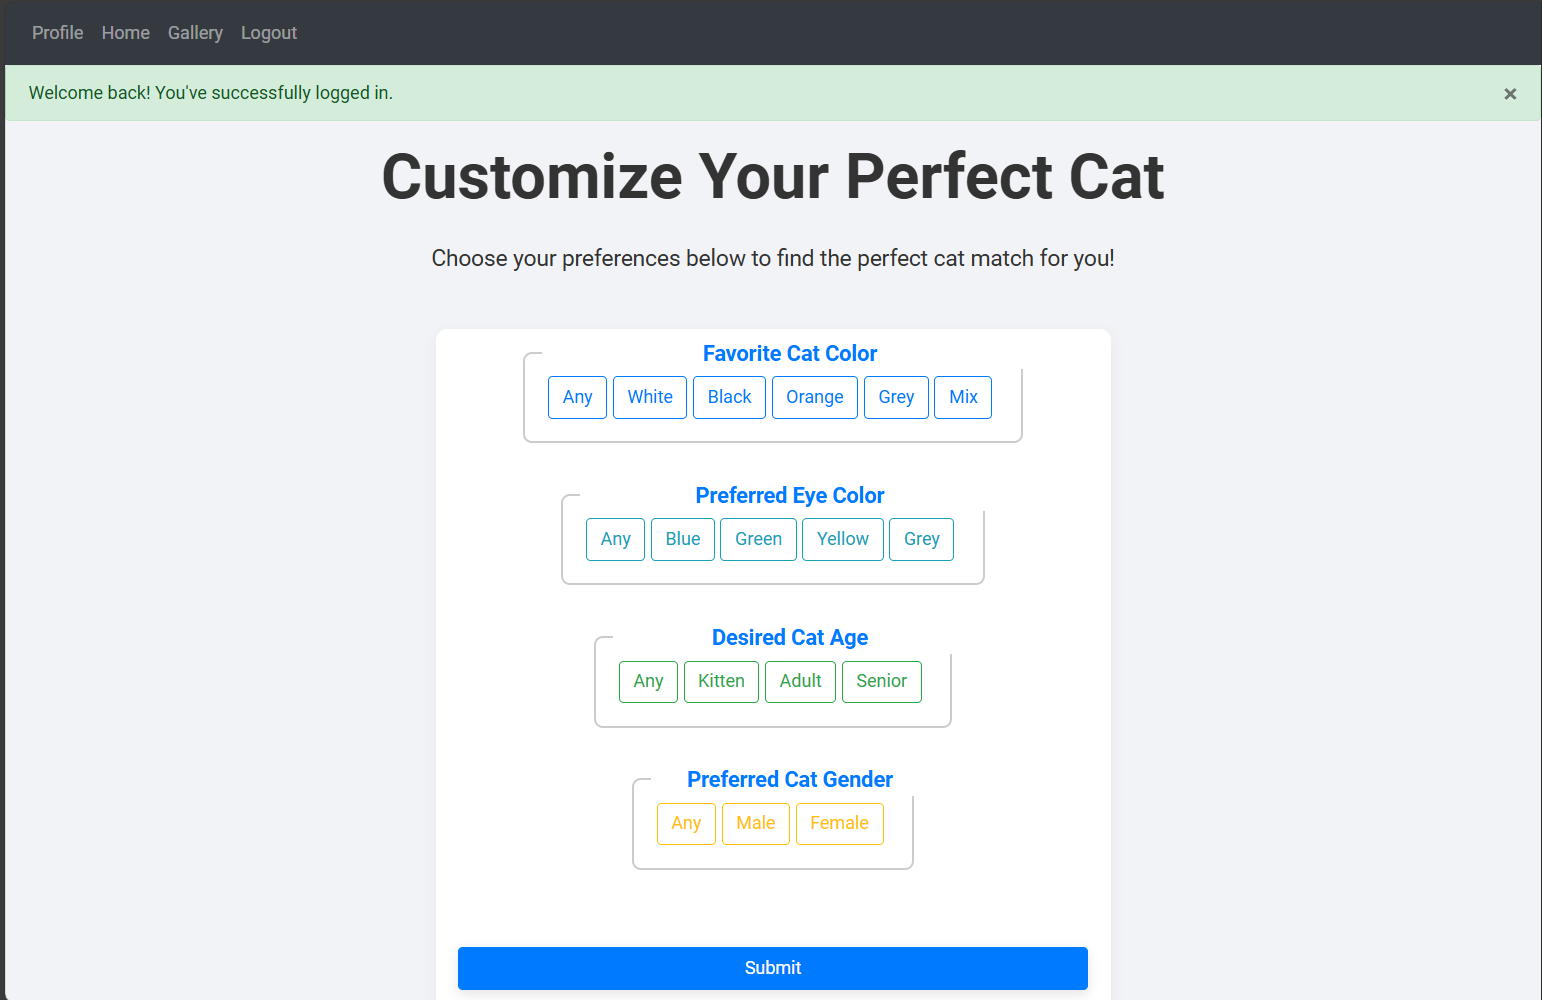 Profile Home Gallery Logout
Welcome back! You've successfully logged in. ×
Customize Your Perfect Cat
Choose your preferences below to find the perfect cat match for you!
Favorite Cat Color
Any White Black Orange Grey Mix
Preferred Eye Color
Any Blue Green Yellow Grey
Desired Cat Age
Any Kitten Adult Senior
Preferred Cat Gender
Any Male Female
Submit